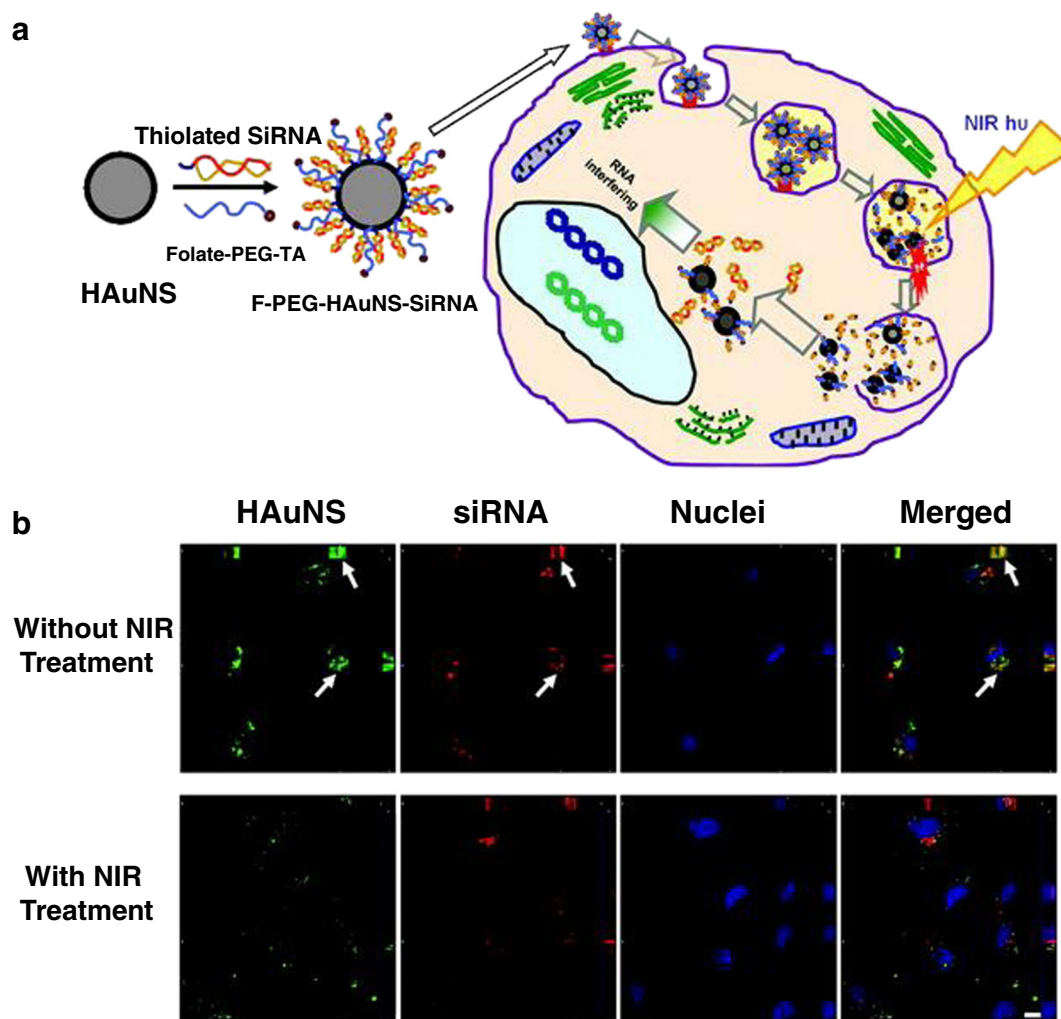 a
Thiolated SiRNA
Folate-PEG-TA
HAuNS
F-PEG-HAuNS-SiRNA
RNA
interfering
NIR hυ
b
HAuNS
siRNA
Nuclei
Merged
Without NIR
Treatment
With NIR
Treatment